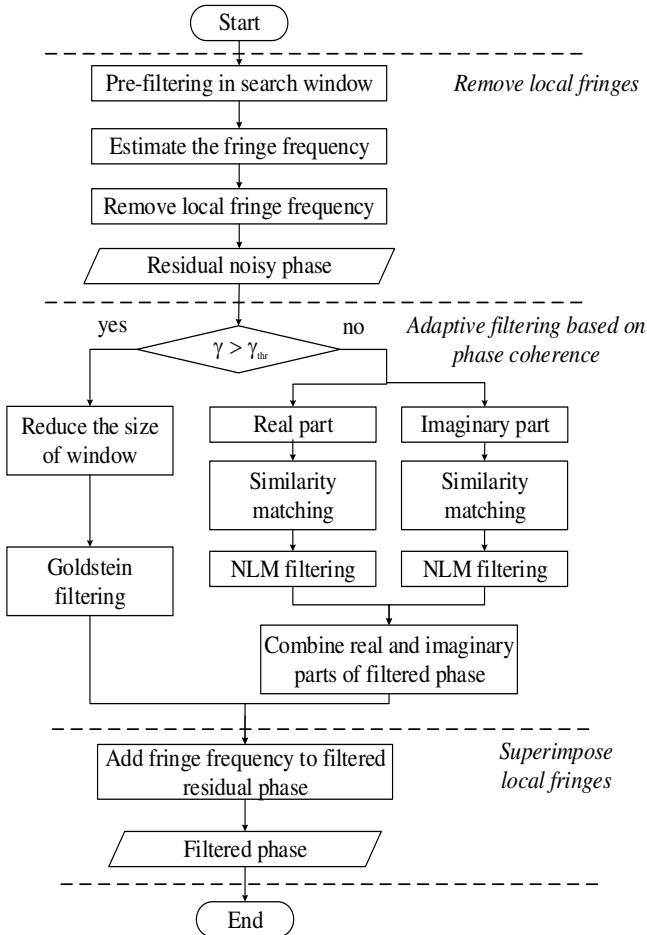 Start
Pre-filtering in search window
Remove local fringes
Estimate the fringe frequency
Remove local fringe frequency
Residual noisy phase
yes
no
Adaptive filtering based on
phase coherence
γ > γthr
Reduce the size
of window
Real part
Imaginary part
Similarity
matching
Similarity
matching
Goldstein
filtering
NLM filtering
NLM filtering
Combine real and imaginary
parts of filtered phase
Add fringe frequency to filtered
residual phase
Superimpose
local fringes
Filtered phase
End